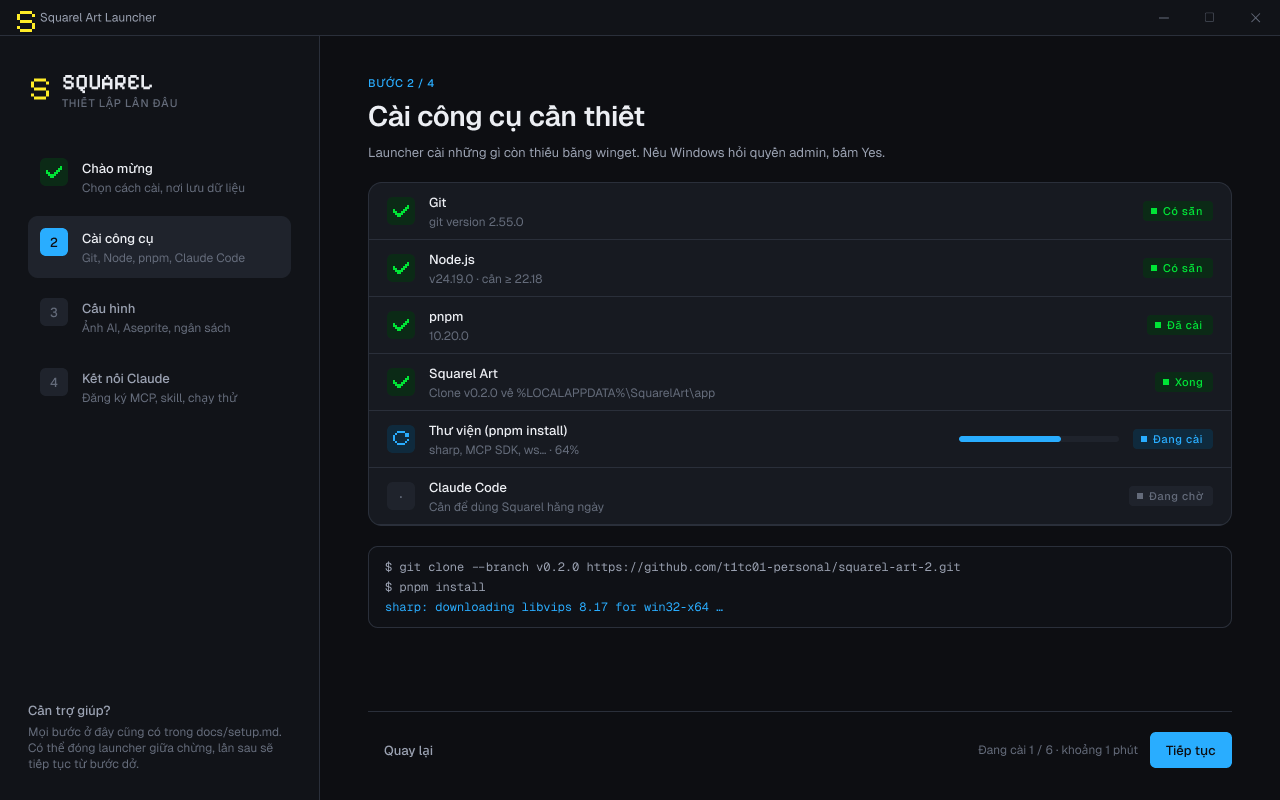 Squarel Art Launcher
SQUAREL
THIẾT LẬP LẦN ĐẦU
Chào mừng
Chọn cách cài, nơi lưu dữ liệu
2
Cài công cụ
Git, Node, pnpm, Claude Code
3
Cấu hình
Ảnh AI, Aseprite, ngân sách
4
Kết nối Claude
Đăng ký MCP, skill, chạy thử
Cần trợ giúp?
Mọi bước ở đây cũng có trong docs/setup.md.
Có thể đóng launcher giữa chừng, lần sau sẽ
tiếp tục từ bước dở.
BƯỚC 2 / 4
Cài công cụ cần thiết
Launcher cài những gì còn thiếu bằng winget. Nếu Windows hỏi quyền admin, bấm Yes.
Git
git version 2.55.0
Có sẵn
Node.js
v24.19.0 · cần ≥ 22.18
Có sẵn
pnpm
10.20.0
Đã cài
Squarel Art
Clone v0.2.0 về %LOCALAPPDATA%\SquarelArt\app
Xong
Thư viện (pnpm install)
sharp, MCP SDK, ws… · 64%
Đang cài
Claude Code
Cần để dùng Squarel hằng ngày
Đang chờ
$ git clone --branch v0.2.0 https://github.com/t1tc01-personal/squarel-art-2.git
$ pnpm install
sharp: downloading libvips 8.17 for win32-x64 …
Quay lại
Đang cài 1 / 6 · khoảng 1 phút
Tiếp tục